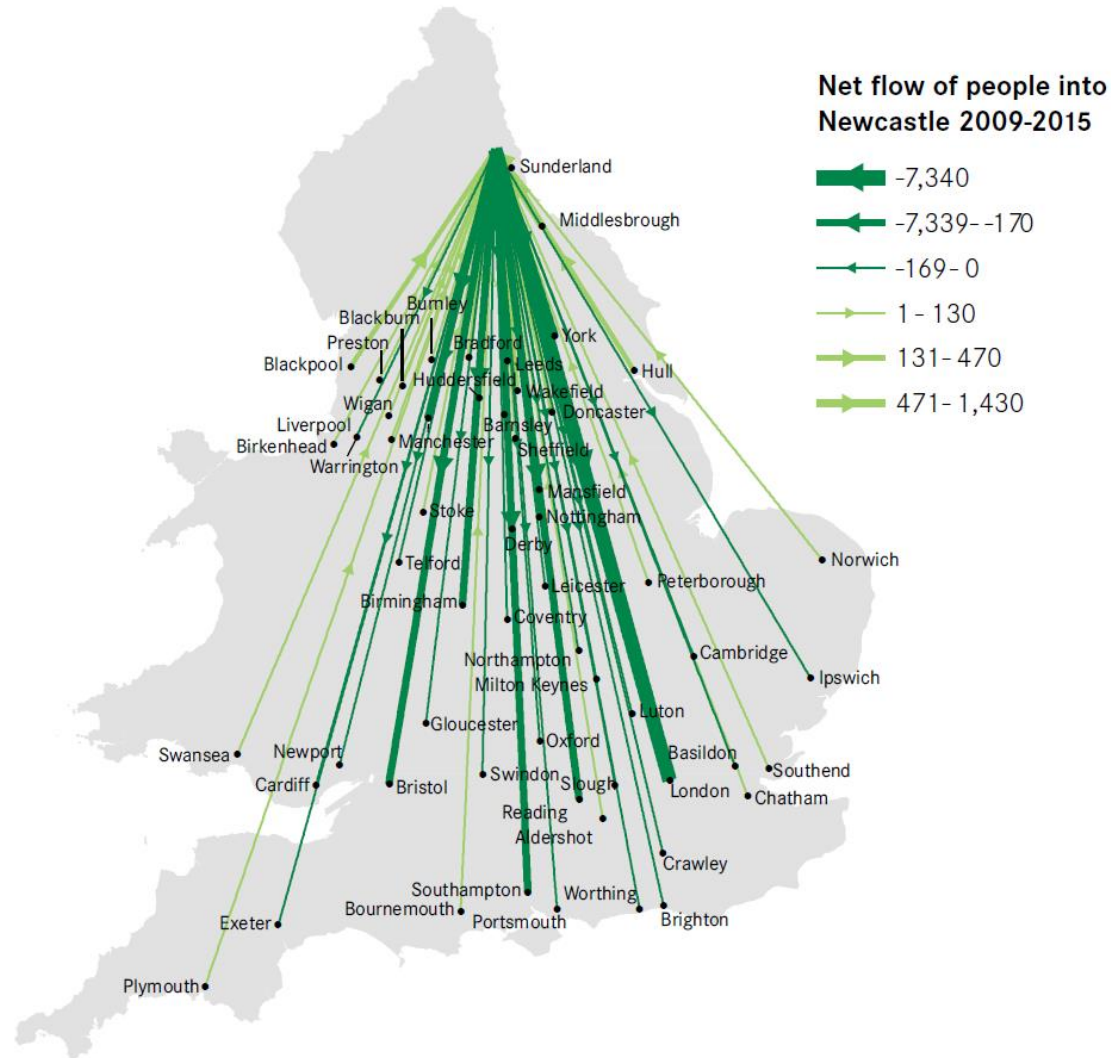 Net flow of people into
Newcastle 2009-2015
-7,340
-7,339--170
-169-0
1-130
131-470
471-1,430
Sunderland
Middlesbrough
Burnley
Blackburn
Preston
Bradford
York
Blackpool
Leeds
Hull
Huddersfield
Wakefield
Wigan
Doncaster
Liverpool
Barnsley
Birkenhead
Manchester
Sheffield
Warrington
Mansfield
Stoke
Nottingham
Derby
Norwich
Telford
Leicester
Peterborough
Birmingham
Coventry
Northampton
Cambridge
Milton Keynes
Ipswich
Luton
Gloucester
Oxford
Basildon
Swansea
Newport
Swindon
Southend
Cardiff
Bristol
Slough
London
Chatham
Reading
Aldershot
Crawley
Southampton
Worthing
Bournemouth
Portsmouth
Brighton
Exeter
Plymouth